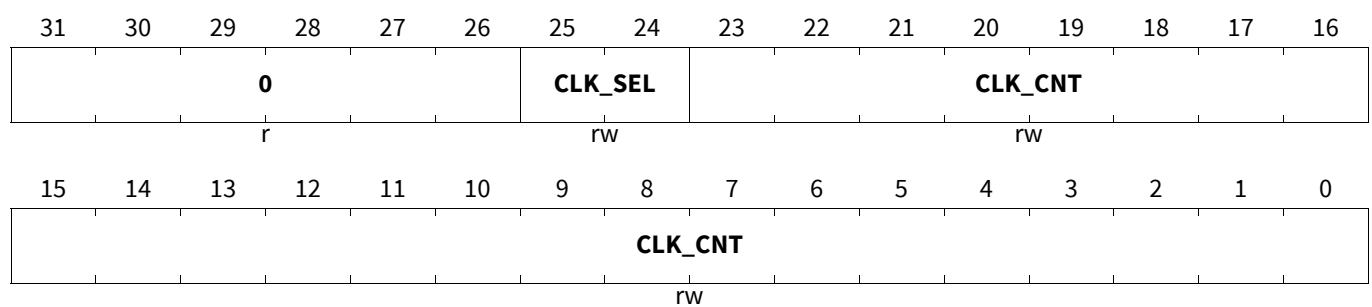 31 30 29 28 27 26 25 24 23 22 21 20 19 18 17 16
0 CLK_SEL CLK_CNT
r rw rw
15 14 13 12 11 10 9 8 7 6 5 4 3 2 1 0
CLK_CNT
rw